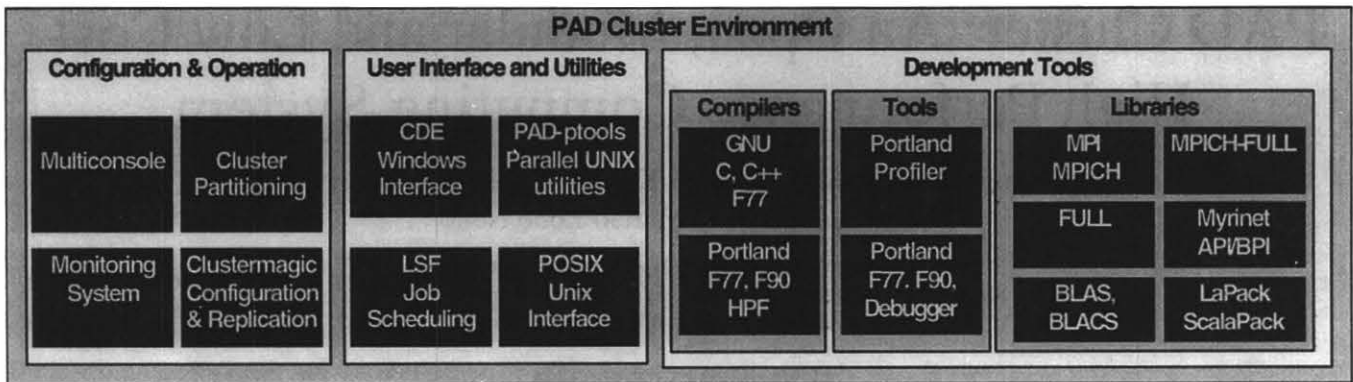 PAD Cluster Environment
Configuration & Operation
Multiconsole
Cluster
Partitioning
Monitoring
System
Clustermagic
Configuration
& Replication
User Interface and Utilities
CDE
Windows
Interface
PAD-ptools
Parallel UNIX
utilities
LSF
Job
Scheduling
POSIX
Unix
Interface
Development Tools
Compilers
GNU
C, C++
F77
Portland
F77, F90
HPF
Tools
Portland
Profiler
Portland
F77. F90,
Debugger
Libraries
MPI
MPICH
MPICH-FULL
FULL
Myrinet
API/BPI
BLAS,
BLACS
LaPack
ScalaPack